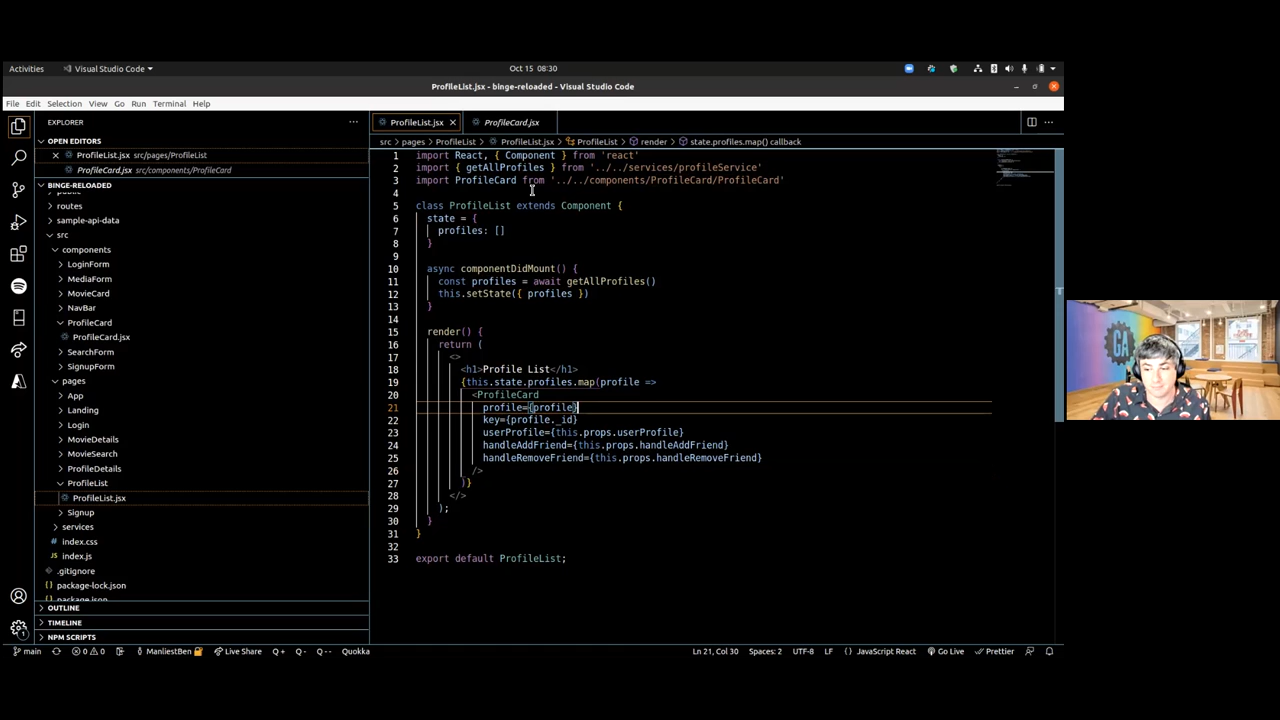 Activities
Visual Studio Code
Oct 15 08:30
ProfileList.jsx - binge-reloaded - Visual Studio Code
File Edit Selection View Go Run Terminal Help
EXPLORER
OPEN EDITORS
ProfileList.jsx src/pages/ProfileList
ProfileCard.jsx src/components/ProfileCard
BINGE-RELOADED
routes
sample-api-data
src
components
LoginForm
MediaForm
MovieCard
NavBar
ProfileCard
ProfileCard.jsx
SearchForm
SignupForm
pages
App
Landing
Login
MovieDetails
MovieSearch
ProfileDetails
ProfileList
ProfileList.jsx
Signup
services
index.css
index.js
.gitignore
package-lock.json
package.json
OUTLINE
TIMELINE
NPM SCRIPTS
ProfileList.jsx
ProfileCard.jsx
src > pages > ProfileList > ProfileList.jsx > ProfileList > render > state.profiles.map() callback
1 import React, { Component } from 'react'
2 import { getAllProfiles } from '../../services/profileService'
3 import ProfileCard from '../../components/ProfileCard/ProfileCard'
4
5 class ProfileList extends Component {
6 state = {
7 profiles: []
8 }
9
10 async componentDidMount() {
11 const profiles = await getAllProfiles()
12 this.setState({ profiles })
13 }
14
15 render() {
16 return (
17 <>
18 <h1>Profile List</h1>
19 {this.state.profiles.map(profile =>
20 <ProfileCard
21 profile={profile}
22 key={profile._id}
23 userProfile={this.props.userProfile}
24 handleAddFriend={this.props.handleAddFriend}
25 handleRemoveFriend={this.props.handleRemoveFriend}
26 />
27 )}
28 </>
29 );
30 }
31 }
32
33 export default ProfileList;
main
0 0
ManliestBen
Live Share
Q +
Q -
Q --
Quokka
Ln 21, Col 30
Spaces: 2
UTF-8
LF
JavaScript React
Go Live
Prettier
GA